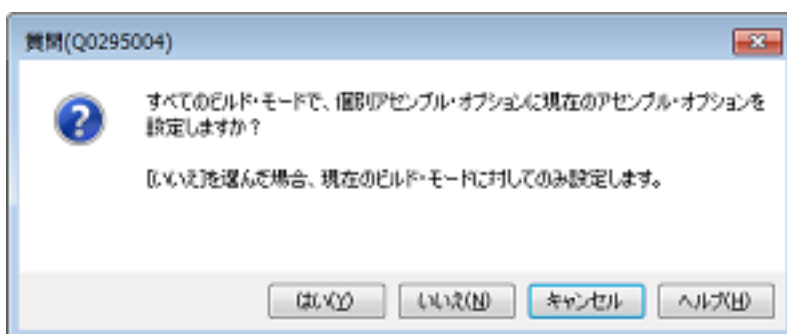 質問(Q0295004)
すべてのビルド・モードで、個別アセンブル・オプションに現在のアセンブル・オプションを
設定しますか？
[いいえ]を選んだ場合、現在のビルド・モードに対してのみ設定します。
はい(Y)
いいえ(N)
キャンセル
ヘルプ(H)